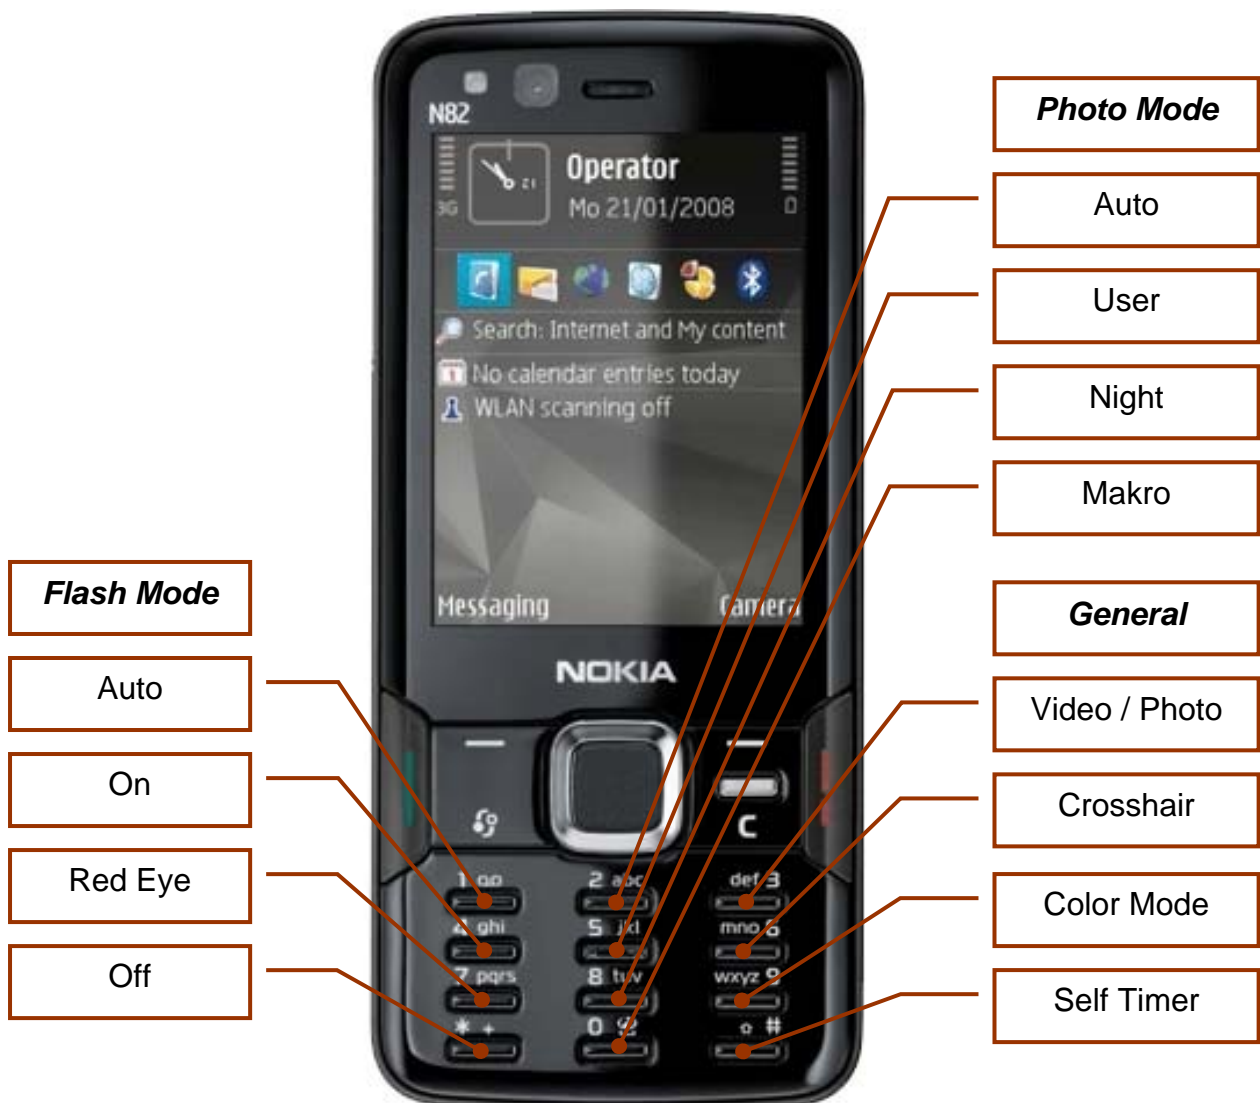 N82
Operator
3G
Mo 21/01/2008
Search: Internet and My content
1 No calendar entries today
WLAN scanning off
Messaging Camera
NOKIA
C
1
2 abc
def 3
4 ghi
5 jkl
mno 6
7 pqrs
8 tuv
wxyz 9
* +
0
#
Flash Mode
Auto
On
Red Eye
Off
Photo Mode
Auto
User
Night
Makro
General
Video / Photo
Crosshair
Color Mode
Self Timer